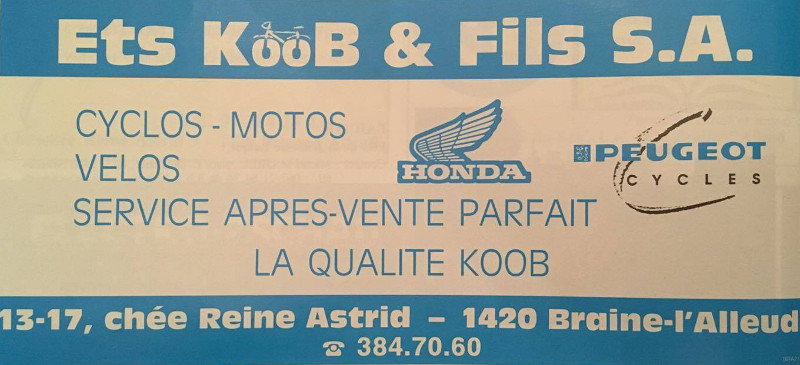 Ets KooB & Fils S.A.
CYCLOS - MOTOS
VELOS
HONDA
PEUGEOT
CYCLES
SERVICE APRES-VENTE PARFAIT
LA QUALITE KOOB
13-17, chée Reine Astrid – 1420 Braine-l'Alleud
☎ 384.70.60